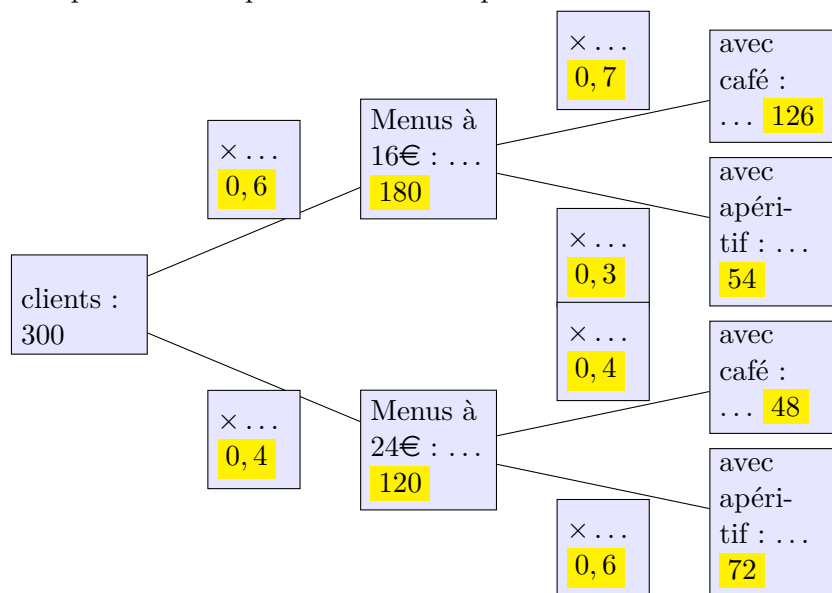 × …
0, 7
avec
café :
… 126
× …
0, 6
Menus à
16€ : …
180
avec
apéri-
tif : …
54
× …
0, 3
clients :
300
× …
0, 4
avec
café :
… 48
× …
0, 4
Menus à
24€ : …
120
avec
apéri-
tif : …
72
× …
0, 6